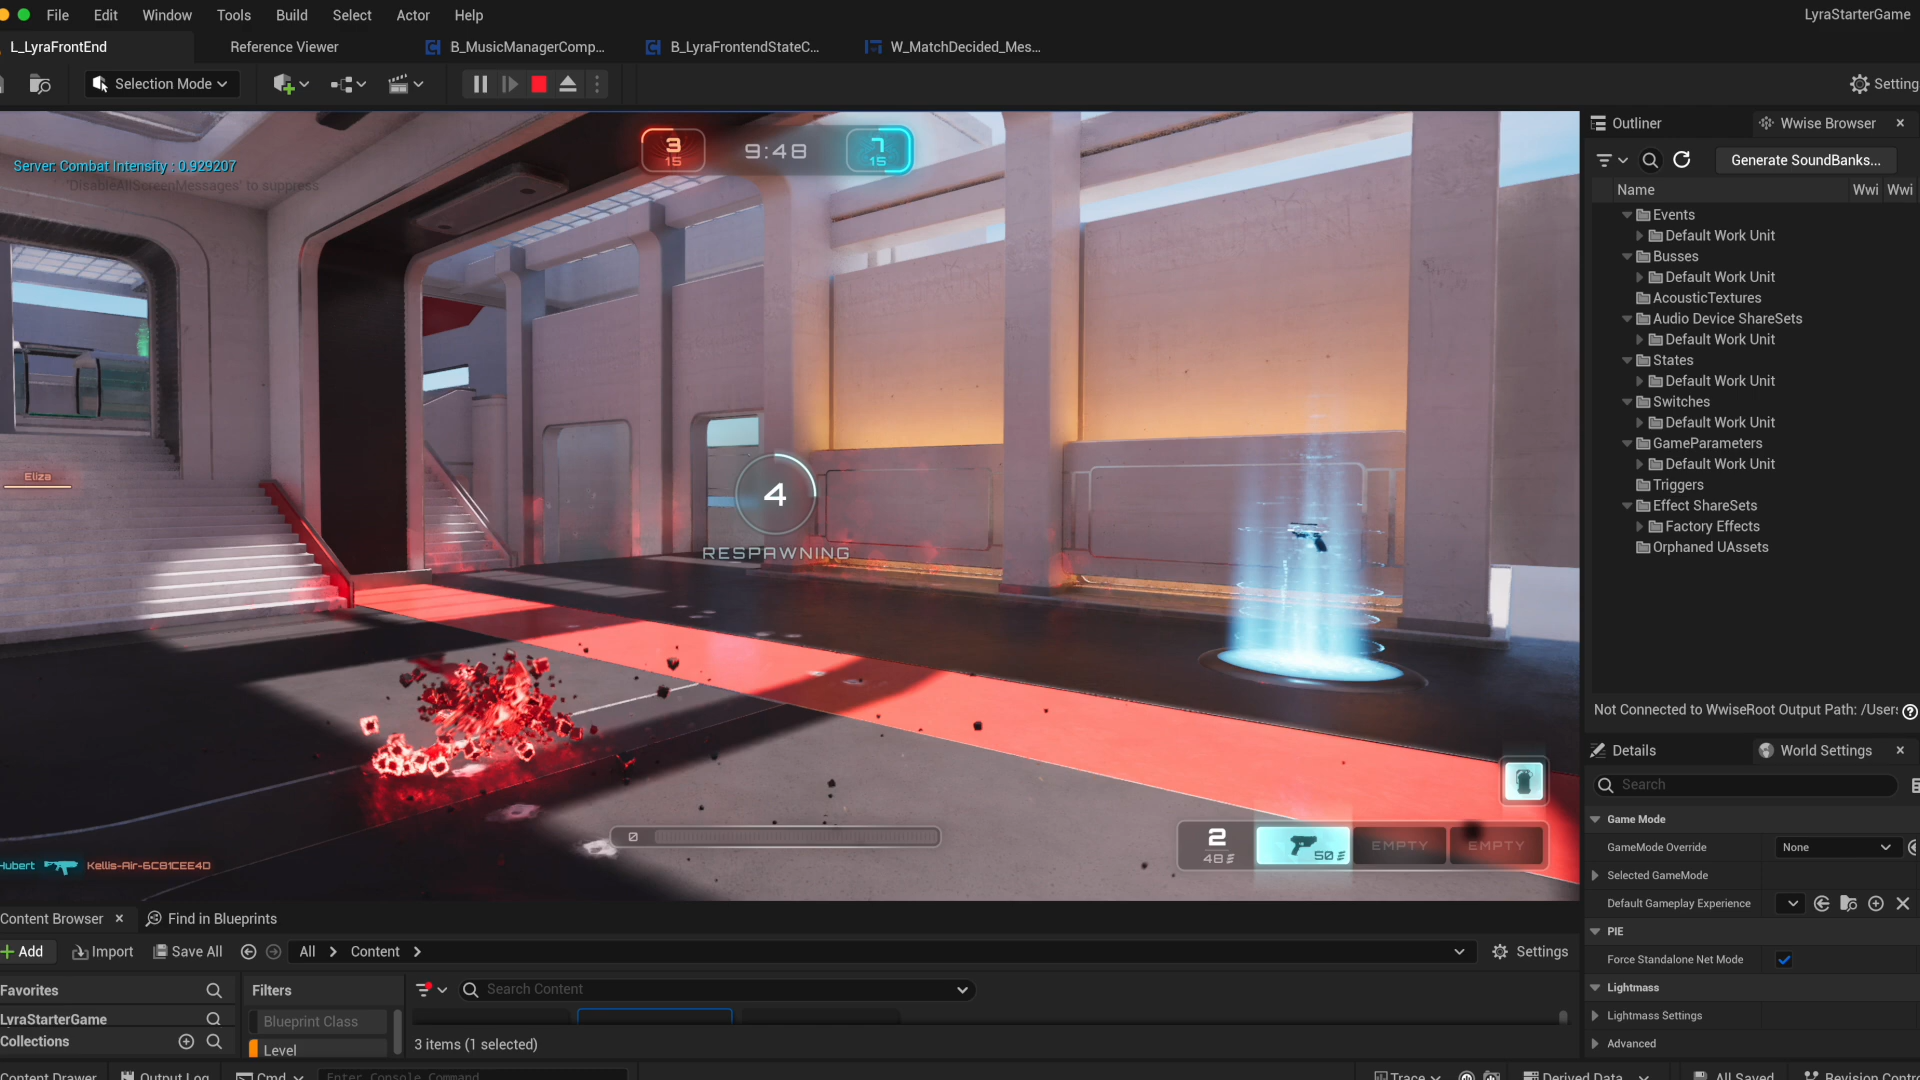 File Edit Window Tools Build Select Actor Help LyraStarterGame
L_LyraFrontEnd Reference Viewer B_MusicManagerComp... B_LyraFrontendStateC... W_MatchDecided_Mes...
Selection Mode Setting
Server: Combat Intensity : 0.929207
'DisableAllScreenMessages' to suppress
3
15
9:48
7
15
Eliza
4
RESPAWNING
Hubert Kellis-Air-6C81CEE40
2
48
50
EMPTY
EMPTY
Outliner Wwise Browser
Generate SoundBanks...
Name Wwi Wwi
Events
Default Work Unit
Busses
Default Work Unit
AcousticTextures
Audio Device ShareSets
Default Work Unit
States
Default Work Unit
Switches
Default Work Unit
GameParameters
Default Work Unit
Triggers
Effect ShareSets
Factory Effects
Orphaned UAssets
Not Connected to WwiseRoot Output Path: /Users
Details World Settings
Search
Game Mode
GameMode Override None
Selected GameMode
Default Gameplay Experience
PIE
Force Standalone Net Mode
Lightmass
Lightmass Settings
Advanced
Content Browser Find in Blueprints
Add Import Save All All Content Settings
Favorites
LyraStarterGame
Collections
Filters
Blueprint Class
Level
Search Content
3 items (1 selected)
Content Drawer Output Log Cmd Enter Console Command Trace Derived Data All Saved Revision Contro